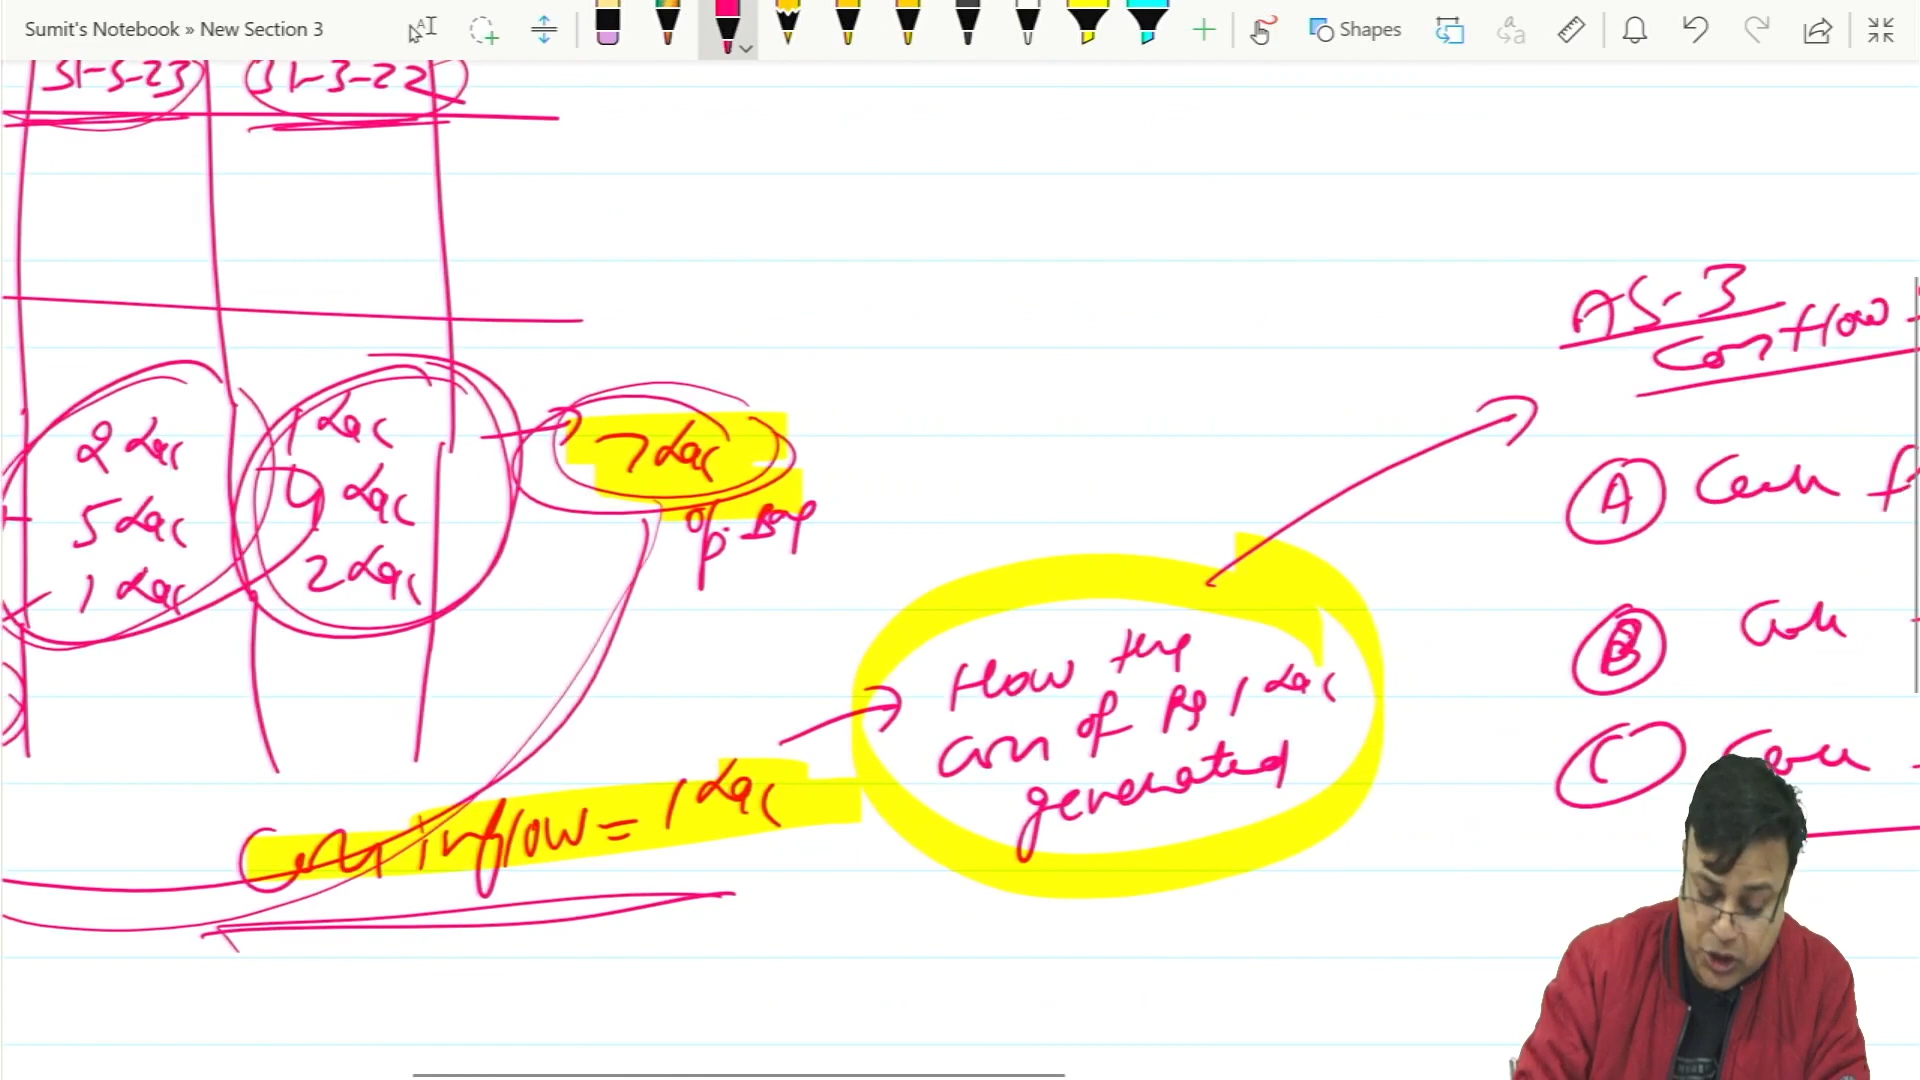 Sumit's Notebook » New Section 3
Shapes
31-3-23 31-3-22
AS-3
Cash flow
2 Lac 1 Lac 7 Lac
5 Lac 4 Lac
op. Bal
1 Lac 2 Lac
(A) Cash f
(B) Cash
(C) Cash
How the
cash of Rs 1 Lac
generated
Cash inflow = 1 Lac